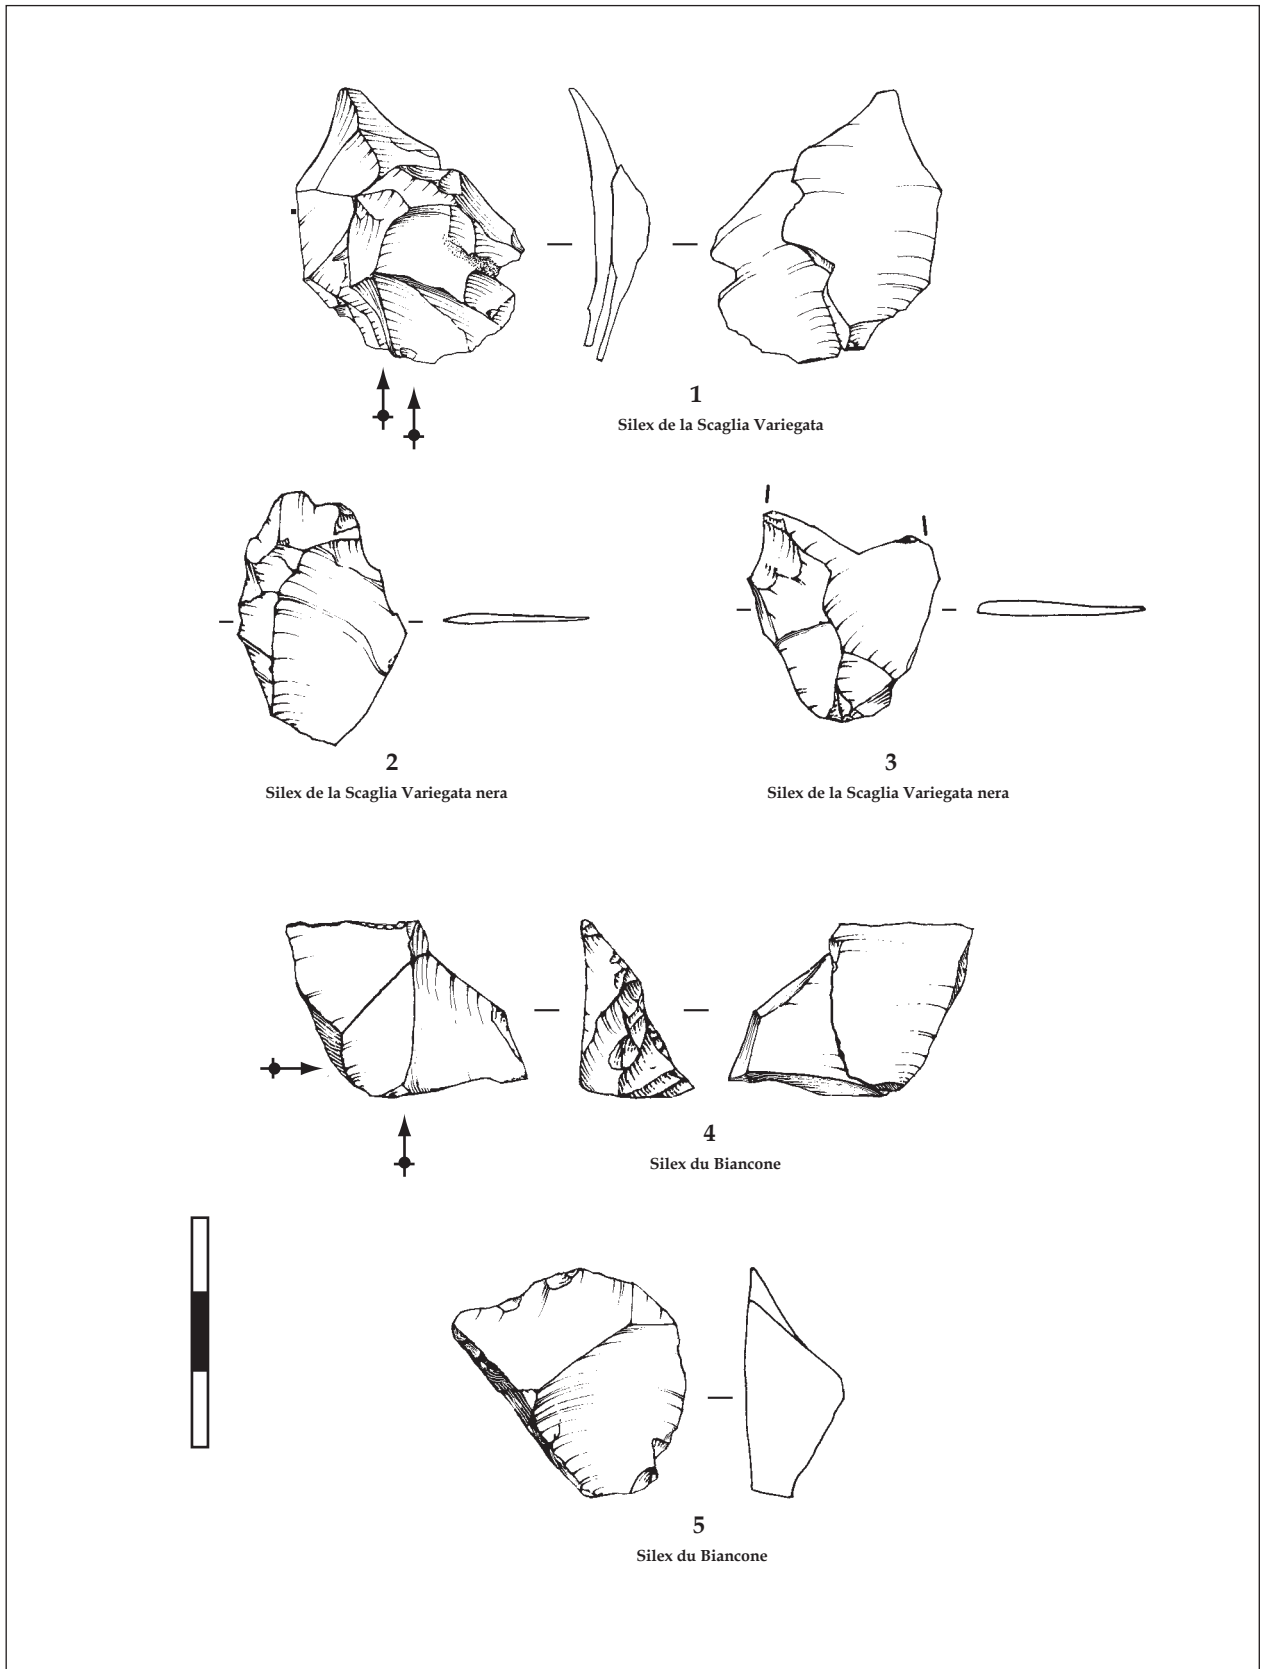 1
Silex de la Scaglia Variegata
2
Silex de la Scaglia Variegata nera
3
Silex de la Scaglia Variegata nera
4
Silex du Biancone
5
Silex du Biancone